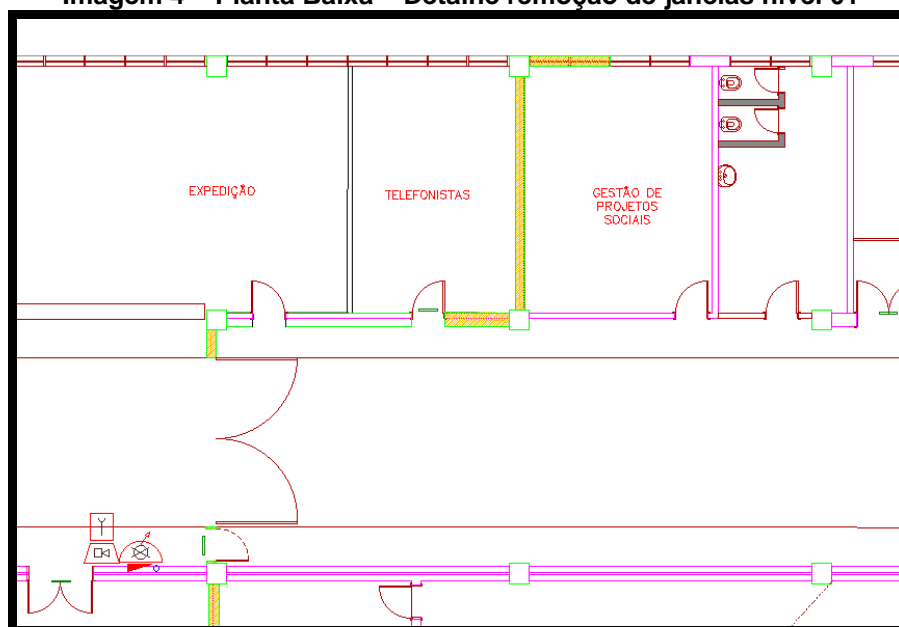 Imagem 4 – Planta Baixa – Detalhe remoção de janelas nível 01
EXPEDIÇÃO
TELEFONISTAS
GESTÃO DE
PROJETOS
SOCIAIS